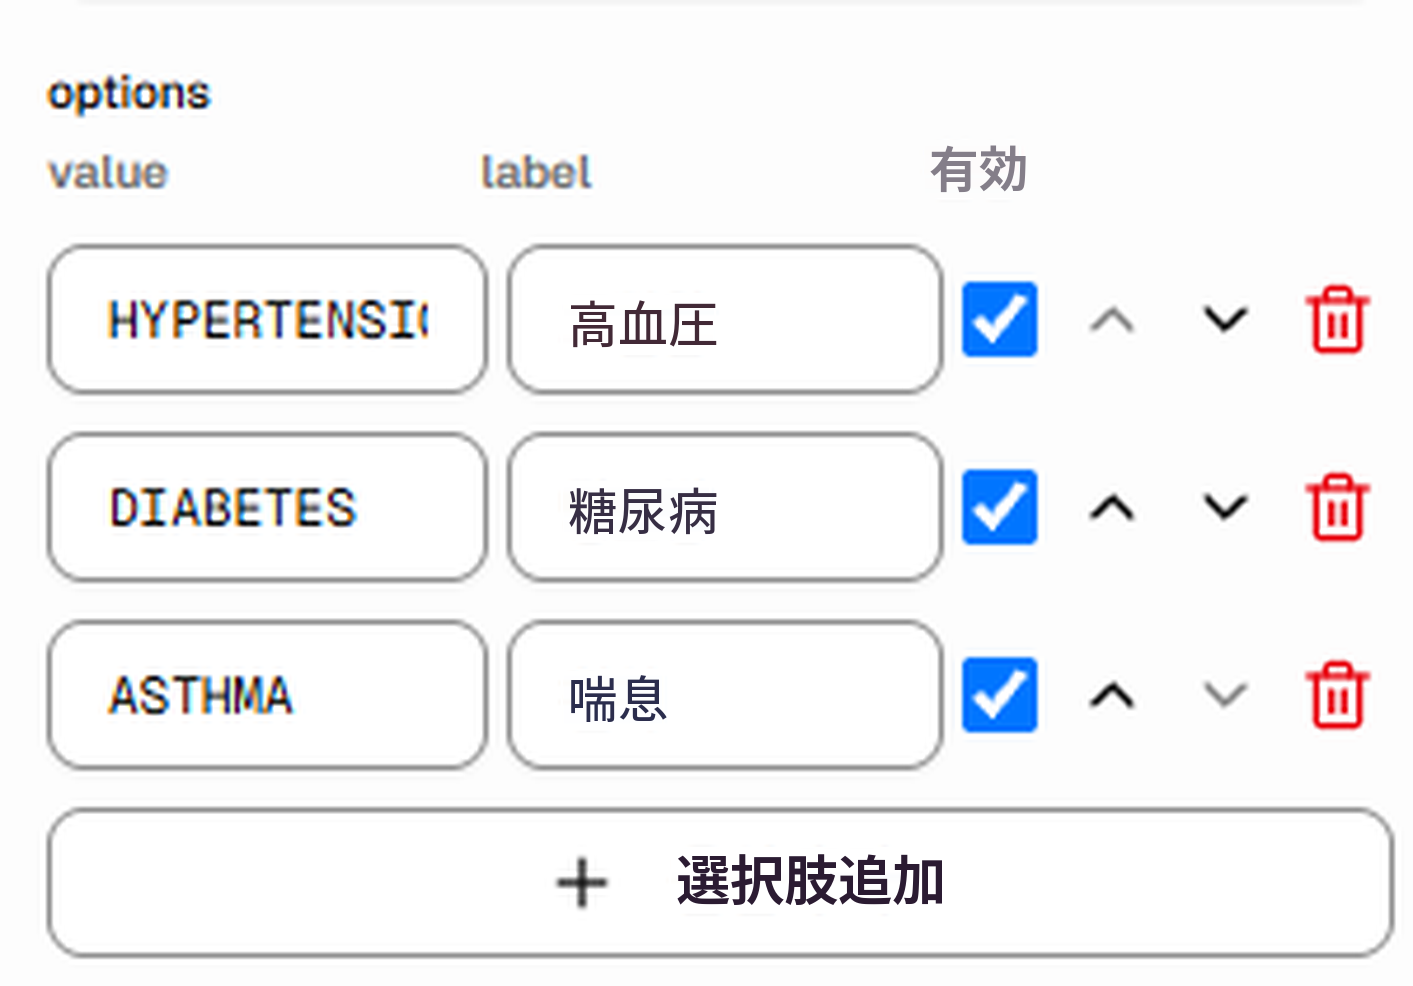 options
value label 有効
HYPERTENSI 高血圧
DIABETES 糖尿病
ASTHMA 喘息
選択肢追加